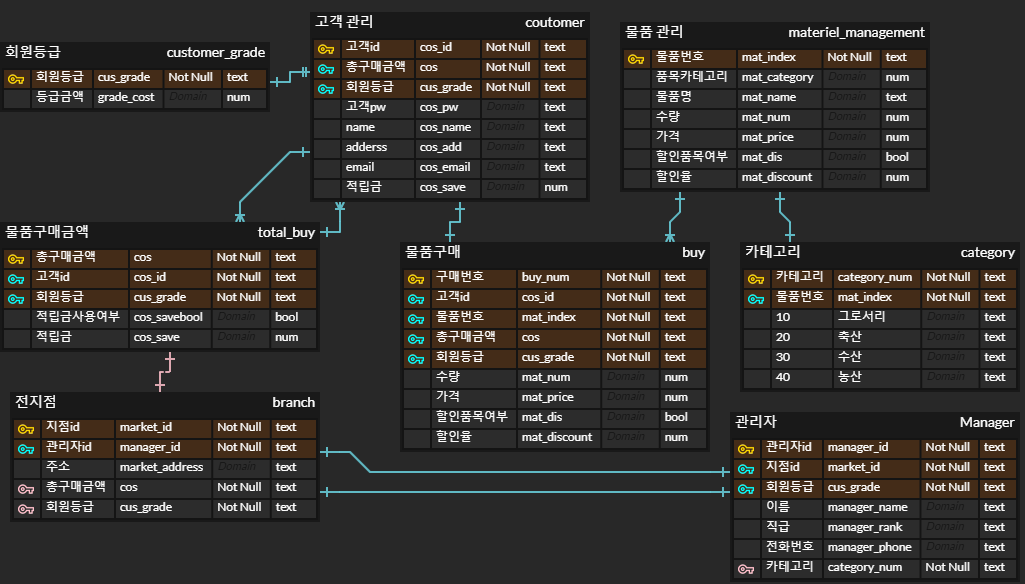 회원등급 customer_grade
회원등급 cus_grade Not Null text
등급금액 grade_cost Domain num
고객 관리 coutomer
고객id cos_id Not Null text
총구매금액 cos Not Null text
회원등급 cus_grade Not Null text
고객pw cos_pw Domain text
name cos_name Domain text
adderss cos_add Domain text
email cos_email Domain text
적립금 cos_save Domain num
물품 관리 materiel_management
물품번호 mat_index Not Null text
품목카테고리 mat_category Domain num
물품명 mat_name Domain text
수량 mat_num Domain num
가격 mat_price Domain num
할인품목여부 mat_dis Domain bool
할인율 mat_discount Domain num
물품구매금액 total_buy
총구매금액 cos Not Null text
고객id cos_id Not Null text
회원등급 cus_grade Not Null text
적립금사용여부 cos_savebool Domain bool
적립금 cos_save Domain num
물품구매 buy
구매번호 buy_num Not Null text
고객id cos_id Not Null text
물품번호 mat_index Not Null text
총구매금액 cos Not Null text
회원등급 cus_grade Not Null text
수량 mat_num Domain num
가격 mat_price Domain num
할인품목여부 mat_dis Domain bool
할인율 mat_discount Domain num
카테고리 category
카테고리 category_num Not Null text
물품번호 mat_index Not Null text
10 그로서리 Domain text
20 축산 Domain text
30 수산 Domain text
40 농산 Domain text
전지점 branch
지점id market_id Not Null text
관리자id manager_id Not Null text
주소 market_address Domain text
총구매금액 cos Not Null text
회원등급 cus_grade Not Null text
관리자 Manager
관리자id manager_id Not Null text
지점id market_id Not Null text
회원등급 cus_grade Not Null text
이름 manager_name Domain text
직급 manager_rank Domain text
전화번호 manager_phone Domain text
카테고리 category_num Not Null text